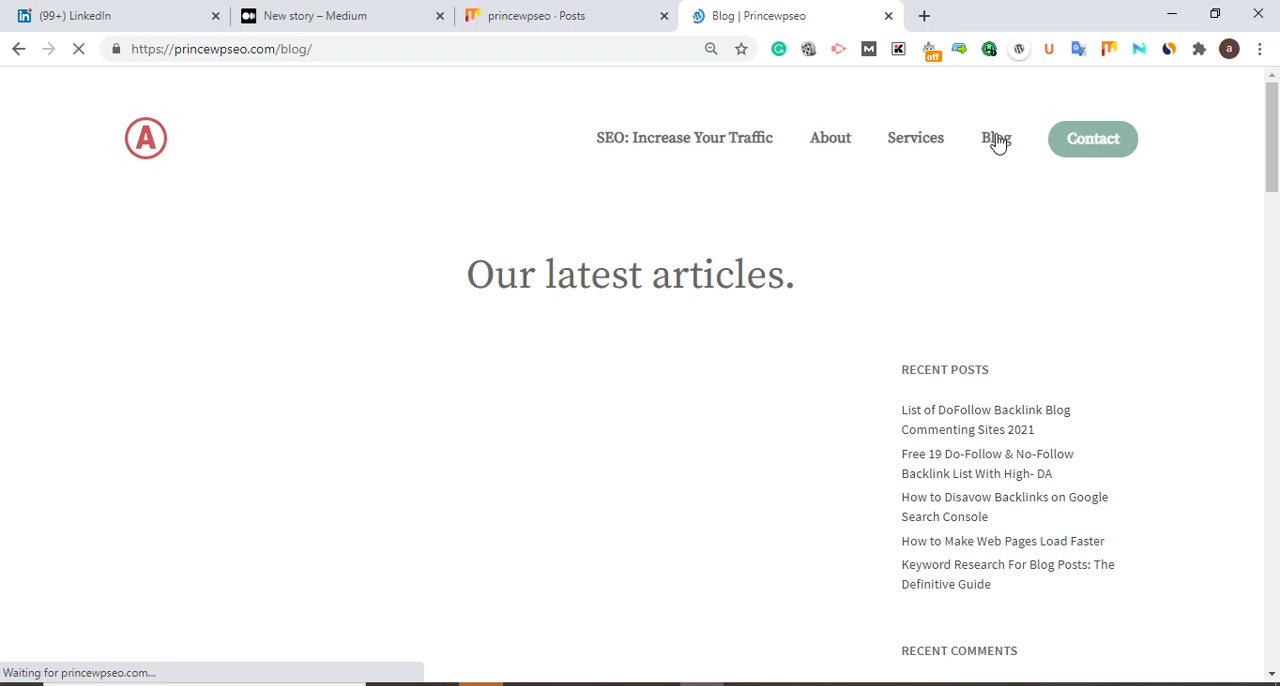 (99+) LinkedIn
New story – Medium
princewpseo · Posts
Blog | Princewpseo
https://princewpseo.com/blog/
off
a
A
SEO: Increase Your Traffic
About
Services
Blog
Contact
Our latest articles.
RECENT POSTS
List of DoFollow Backlink Blog
Commenting Sites 2021
Free 19 Do-Follow & No-Follow
Backlink List With High- DA
How to Disavow Backlinks on Google
Search Console
How to Make Web Pages Load Faster
Keyword Research For Blog Posts: The
Definitive Guide
RECENT COMMENTS
Waiting for princewpseo.com...